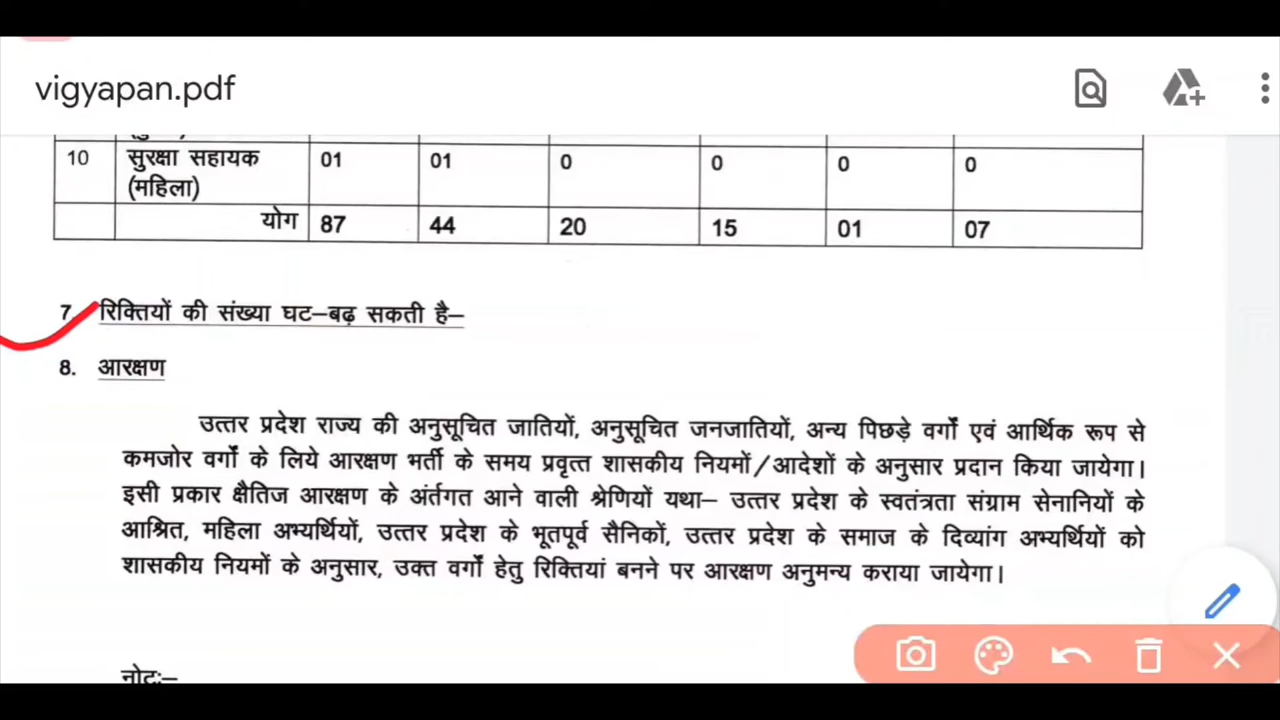 vigyapan.pdf
10 सुरक्षा सहायक 01 01 0 0 0 0
(महिला)
योग 87 44 20 15 01 07
7. रिक्तियों की संख्या घट–बढ़ सकती है–
8. आरक्षण
उत्तर प्रदेश राज्य की अनुसूचित जातियों, अनुसूचित जनजातियों, अन्य पिछड़े वर्गों एवं आर्थिक रूप से
कमजोर वर्गों के लिये आरक्षण भर्ती के समय प्रवृत्त शासकीय नियमों/आदेशों के अनुसार प्रदान किया जायेगा।
इसी प्रकार क्षैतिज आरक्षण के अंर्तगत आने वाली श्रेणियों यथा– उत्तर प्रदेश के स्वतंत्रता संग्राम सेनानियों के
आश्रित, महिला अभ्यर्थियों, उत्तर प्रदेश के भूतपूर्व सैनिकों, उत्तर प्रदेश के समाज के दिव्यांग अभ्यर्थियों को
शासकीय नियमों के अनुसार, उक्त वर्गों हेतु रिक्तियां बनने पर आरक्षण अनुमन्य कराया जायेगा।
नोटः–